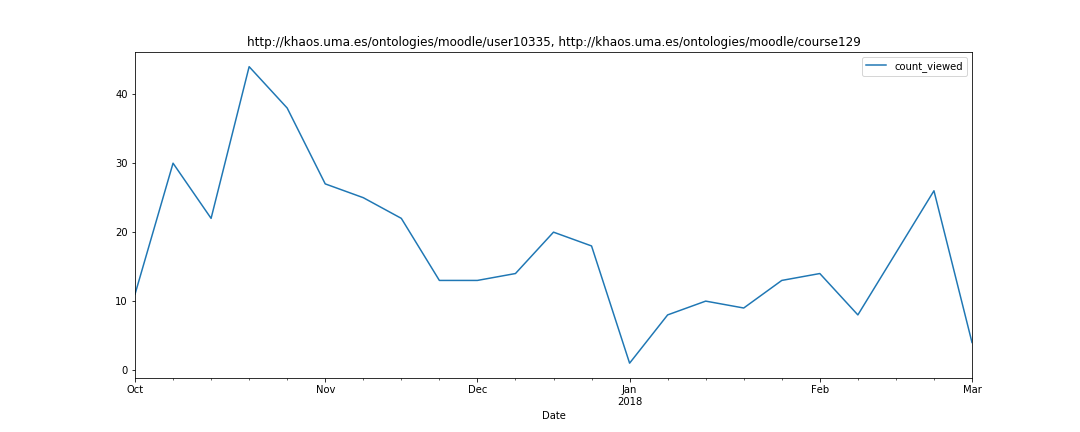 http://khaos.uma.es/ontologies/moodle/user10335, http://khaos.uma.es/ontologies/moodle/course129
count_viewed
40
30
20
10
0
Oct Nov Dec Jan Feb Mar
2018
Date